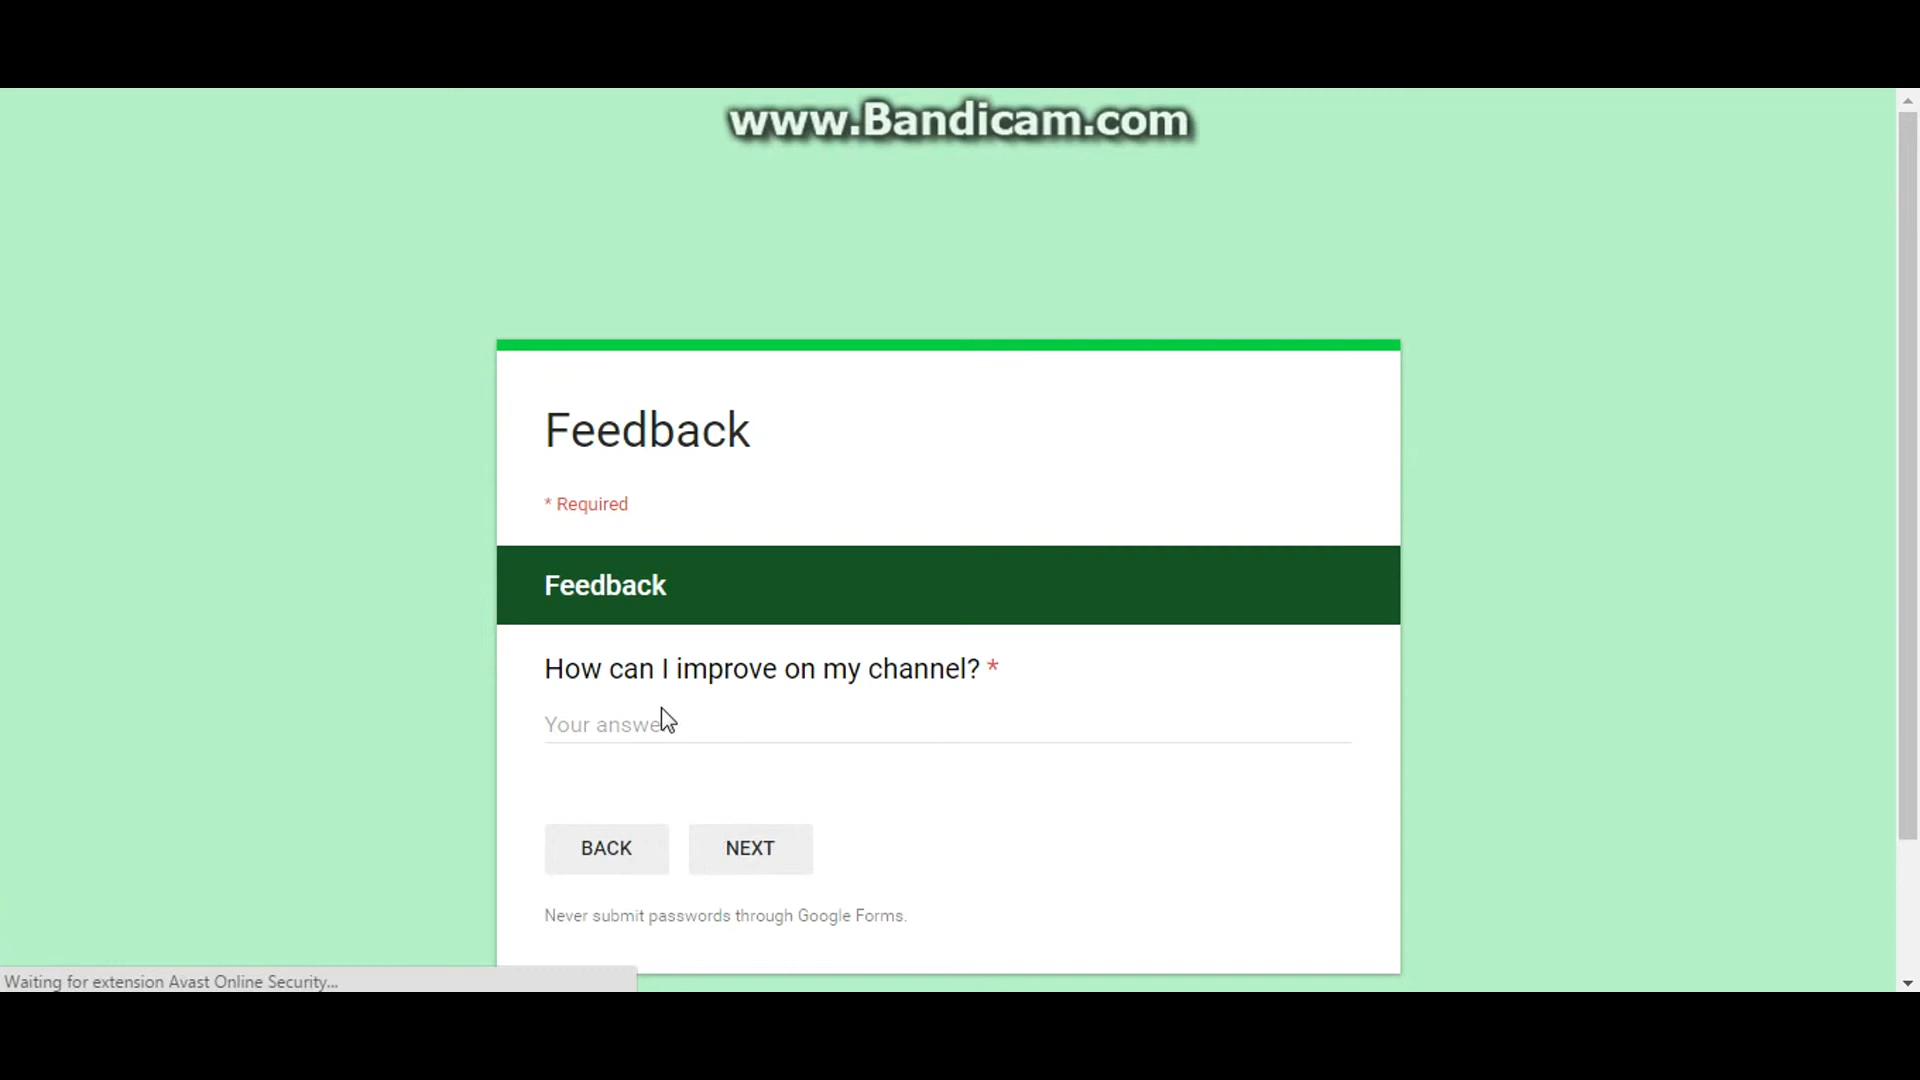 www.Bandicam.com
Feedback
* Required
Feedback
How can I improve on my channel? *
Your answe
BACK NEXT
Never submit passwords through Google Forms.
Waiting for extension Avast Online Security...